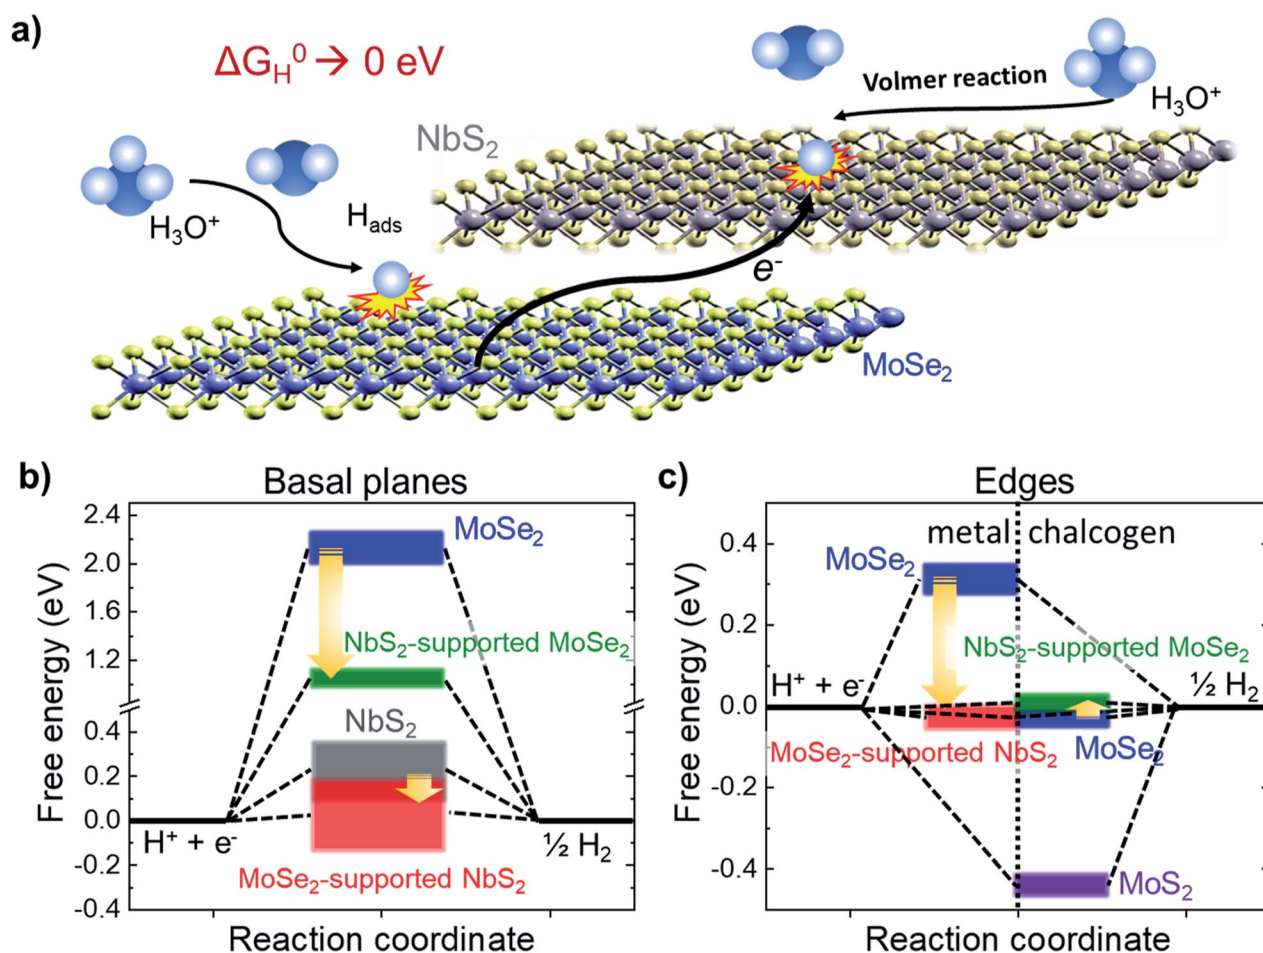 a)
ΔG_H⁰ → 0 eV
Volmer reaction
H₃O⁺
NbS₂
H₃O⁺
H_ads
e⁻
MoSe₂
b)
Basal planes
2.4
2.0
1.6
1.2
0.4
0.2
0.0
-0.2
-0.4
Free energy (eV)
MoSe₂
NbS₂-supported MoSe₂
NbS₂
H⁺ + e⁻
½ H₂
MoSe₂-supported NbS₂
Reaction coordinate
c)
Edges
metal chalcogen
0.4
0.2
0.0
-0.2
-0.4
Free energy (eV)
MoSe₂
NbS₂-supported MoSe₂
H⁺ + e⁻
½ H₂
MoSe₂-supported NbS₂
MoSe₂
MoS₂
Reaction coordinate